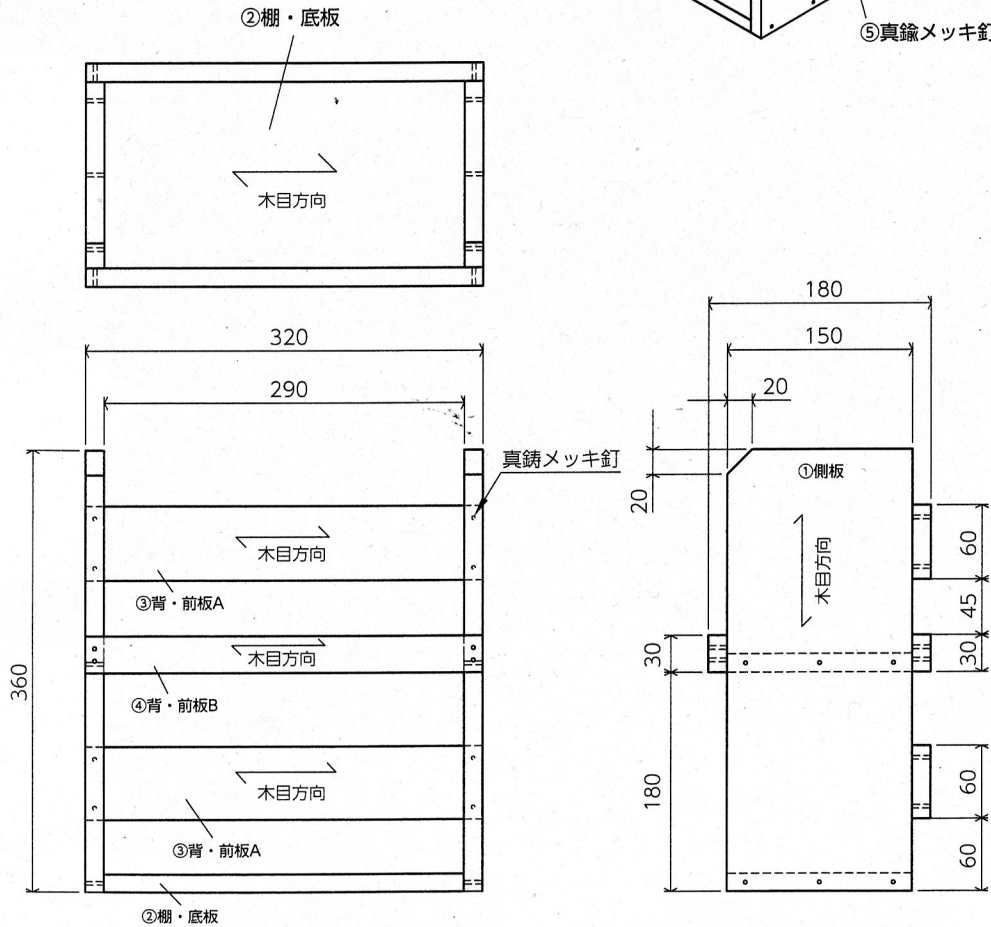 ②棚・底板
⑤真鍮メッキ釘
木目方向
320
290
真鋳メッキ釘
木目方向
③背・前板A
木目方向
④背・前板B
360
木目方向
③背・前板A
②棚・底板
180
150
20
20
①側板
木目方向
60
45
30
30
180
60
60